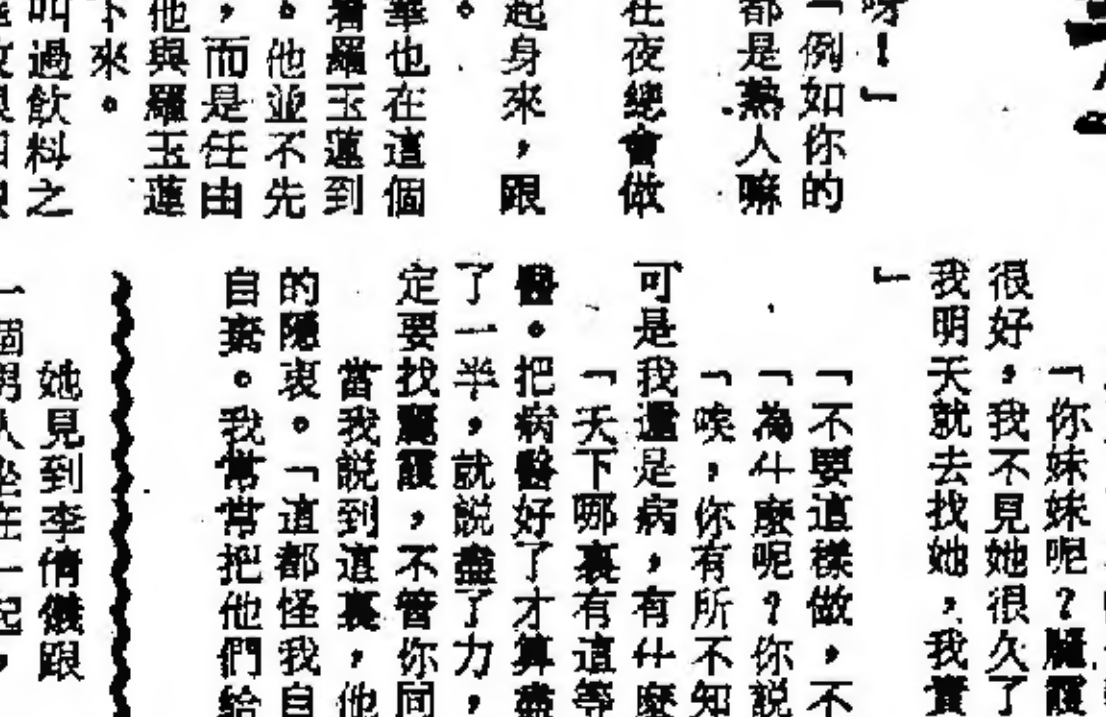 呀！」
「例如你的
都是熟人嘛
在夜總會做
起身來，跟
華也在這個
着羅玉蓮到
。他並不先
，而是任由
他與羅玉蓮
下來。
叫過飲料之
「你妹妹呢？麗霞
很好，我不見她很久了
我明天就去找她，我責
」
「不要這樣做，不
「為什麼呢？你説
「唉，你有所不知
可是我還是病，有什麼
「天下哪裏有這等
醫。把病醫好了才算盡
了一半，就説盡了力，
定要找麗霞，不管你同
當我説到這裏，他
的隱衷。「這都怪我自
自棄。我常常把他們給
她見到李倩儀跟
一個男人坐在一起，